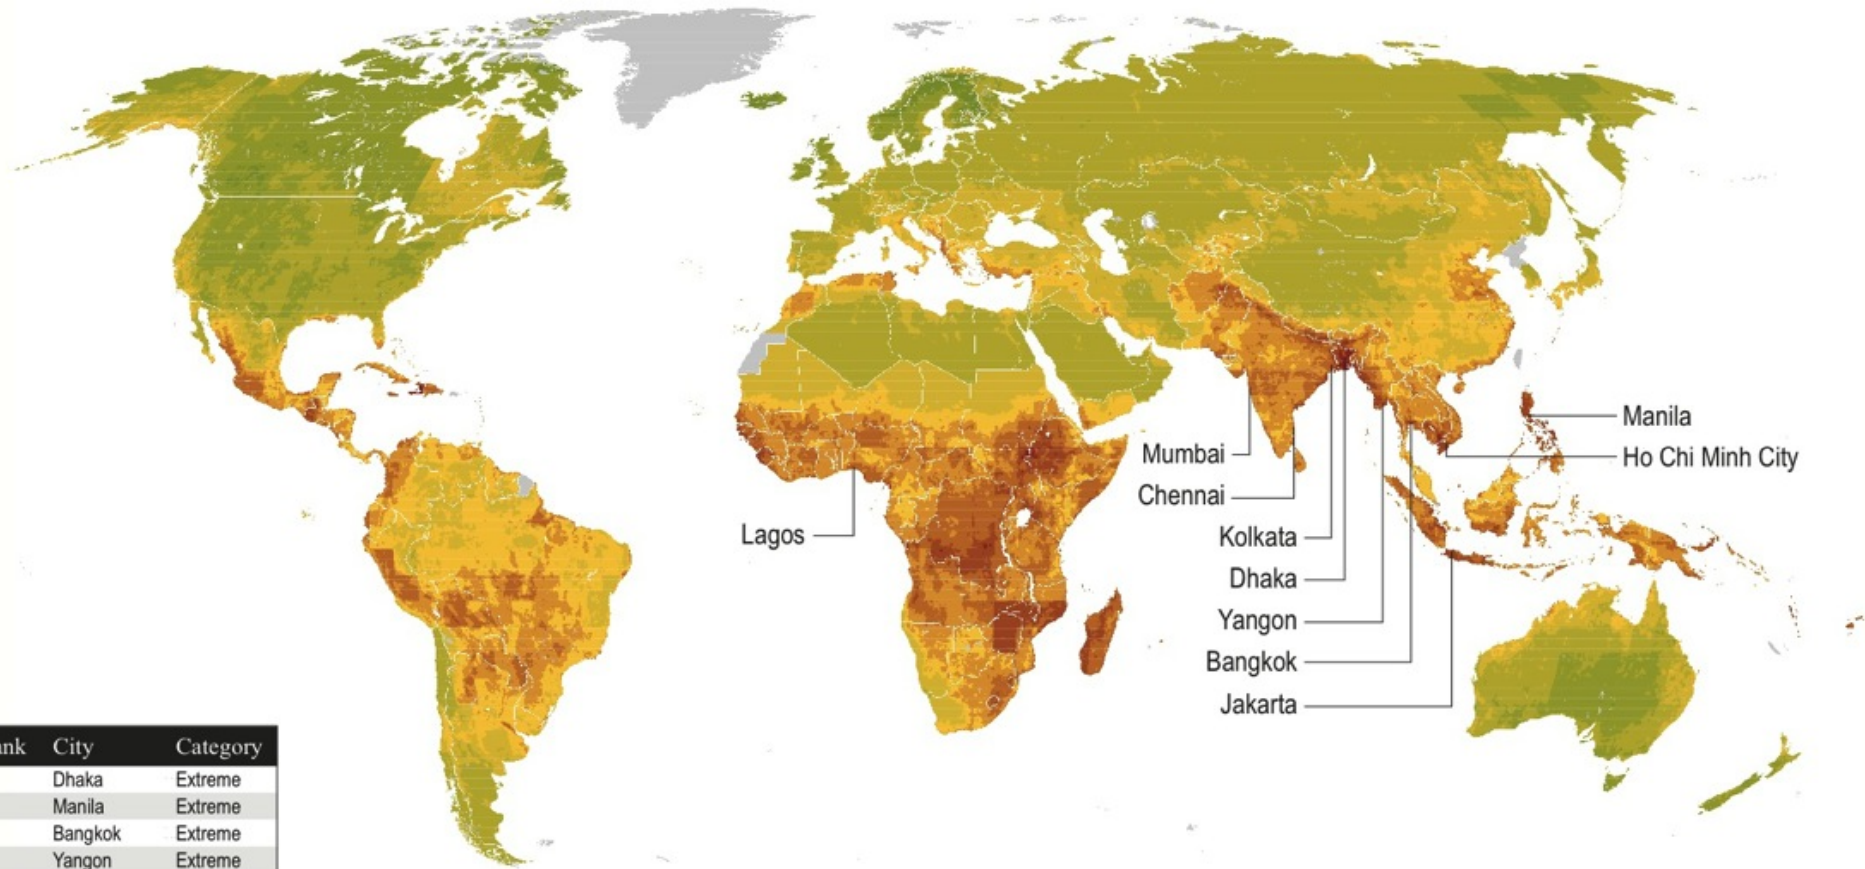 Manila
Ho Chi Minh City
Mumbai
Chennai
Lagos
Kolkata
Dhaka
Yangon
Bangkok
Jakarta
City Category
Dhaka Extreme
Manila Extreme
Bangkok Extreme
Yangon Extreme